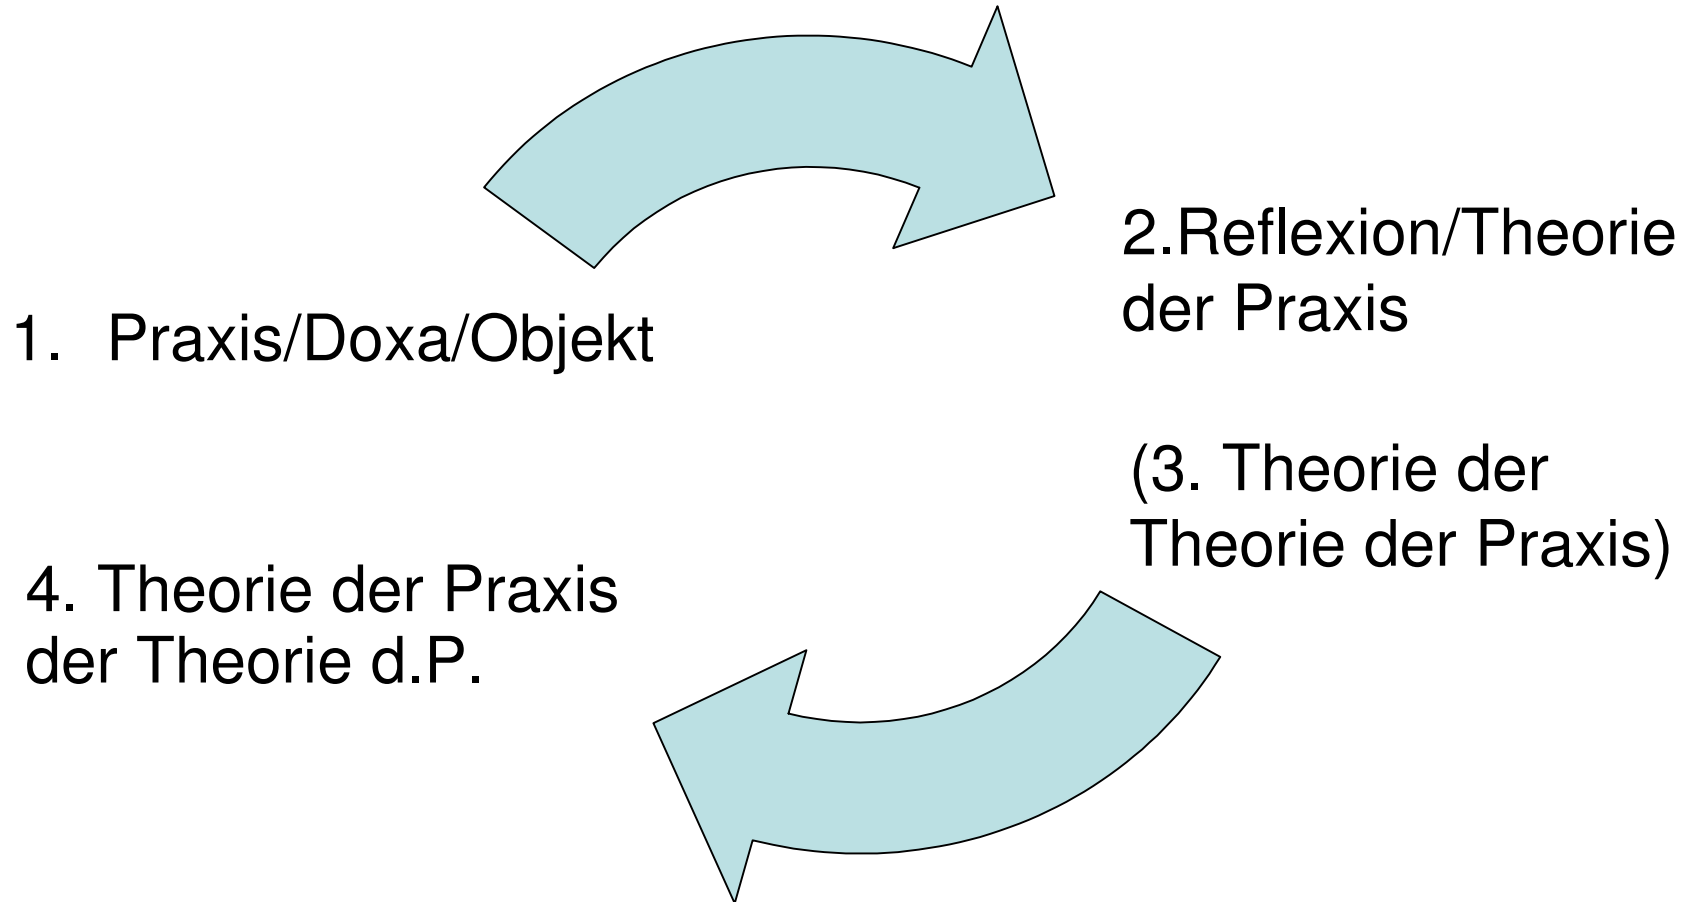 1. Praxis/Doxa/Objekt
2.Reflexion/Theorie
der Praxis
(3. Theorie der
Theorie der Praxis)
4. Theorie der Praxis
der Theorie d.P.